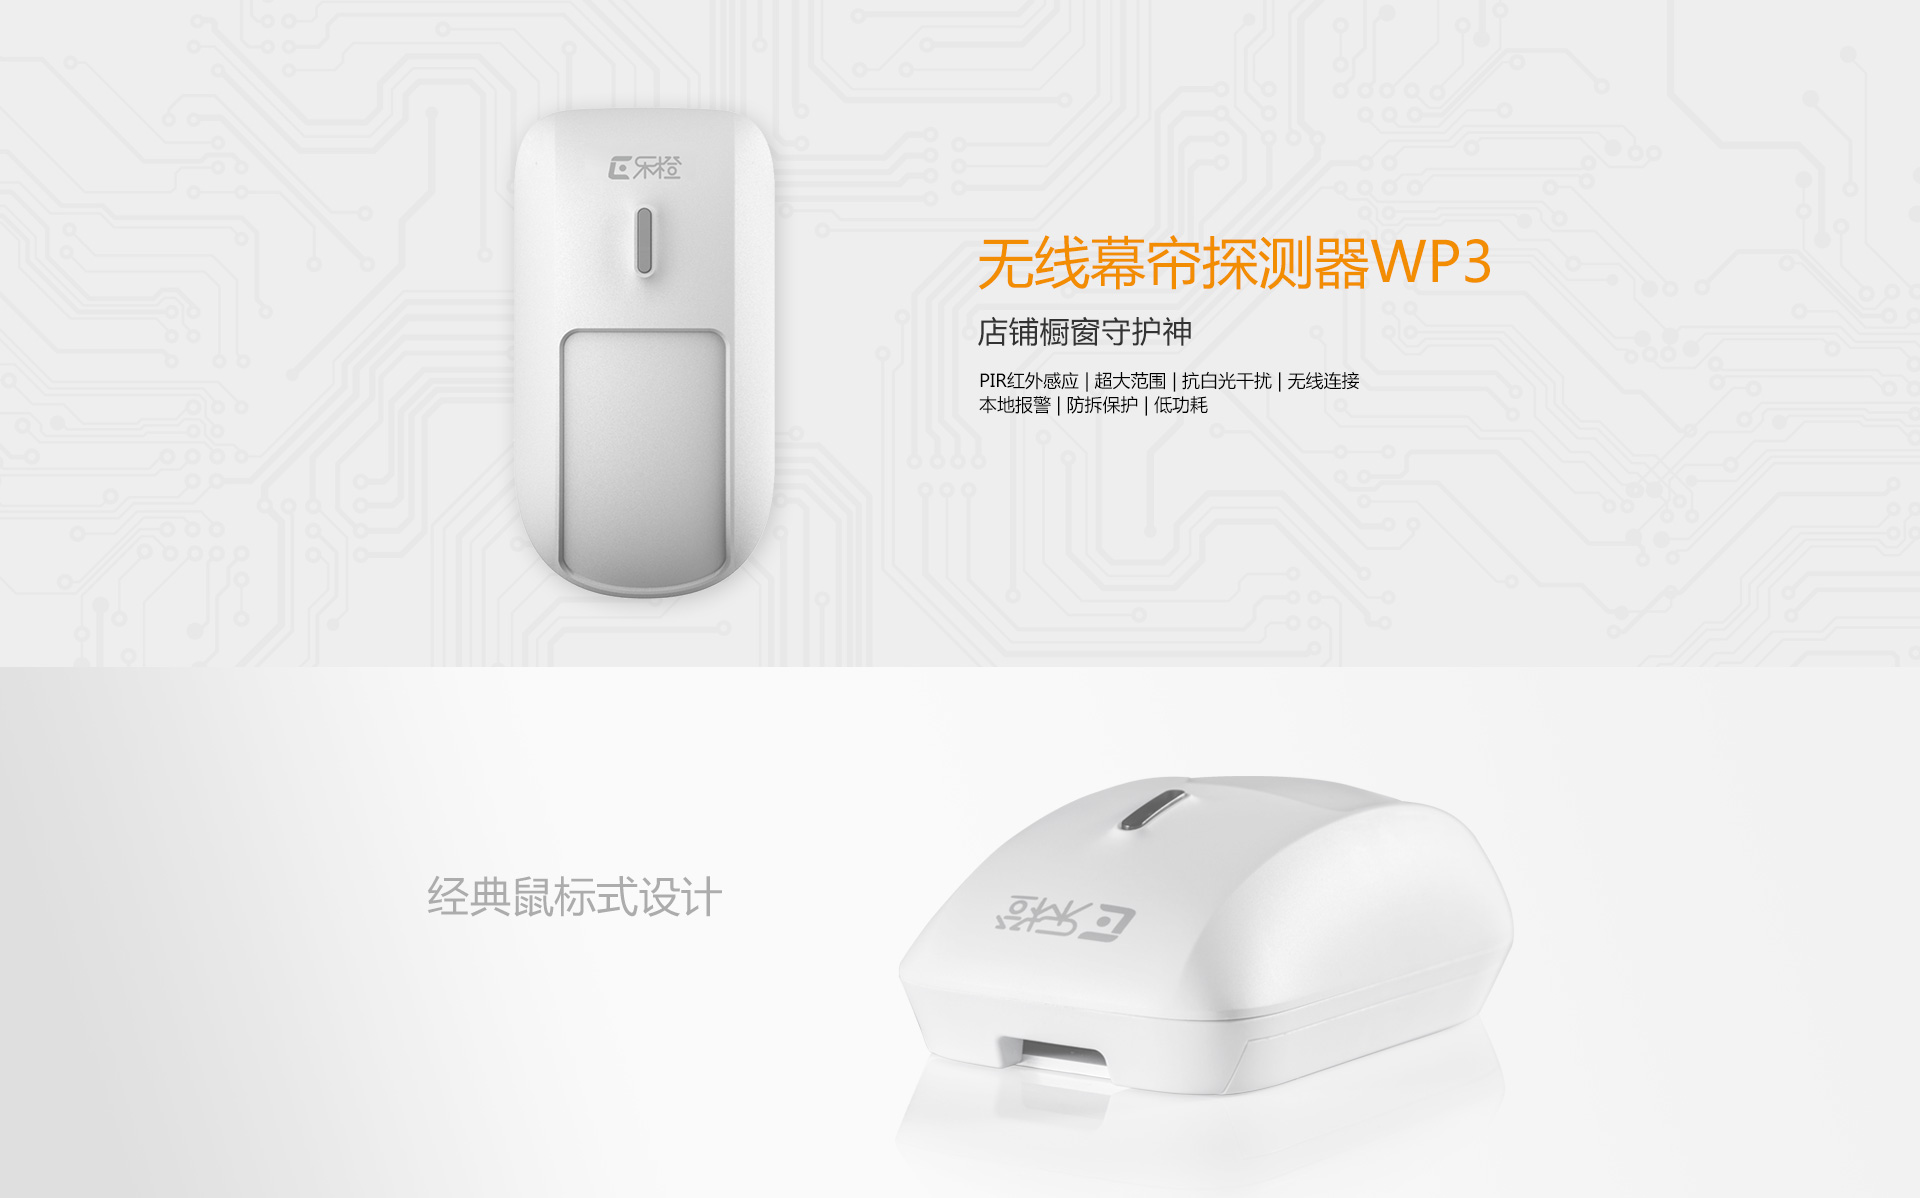 乐橙
无线幕帘探测器WP3
店铺橱窗守护神
PIR红外感应 | 超大范围 | 抗白光干扰 | 无线连接
本地报警 | 防拆保护 | 低功耗
经典鼠标式设计
乐橙